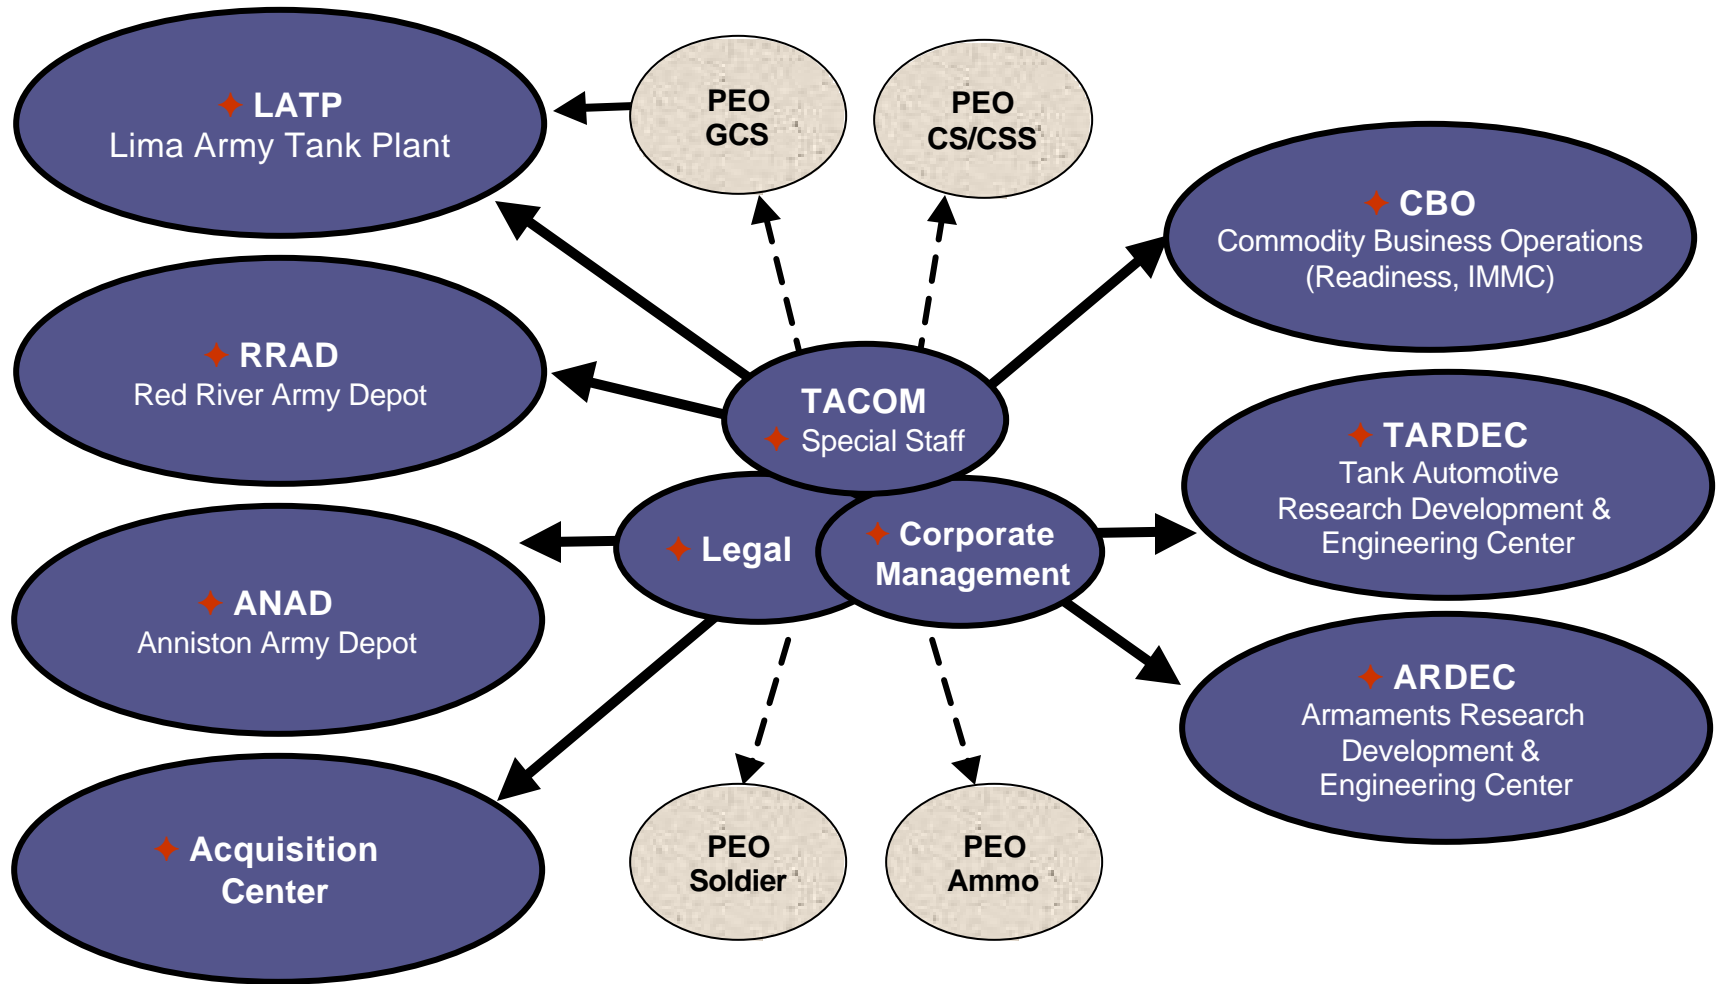 LATP
Lima Army Tank Plant
PEO
GCS
PEO
CS/CSS
CBO
Commodity Business Operations
(Readiness, IMMC)
RRAD
Red River Army Depot
TACOM
Special Staff
TARDEC
Tank Automotive
Research Development &
Engineering Center
Legal
Corporate
Management
ANAD
Anniston Army Depot
ARDEC
Armaments Research
Development &
Engineering Center
Acquisition
Center
PEO
Soldier
PEO
Ammo